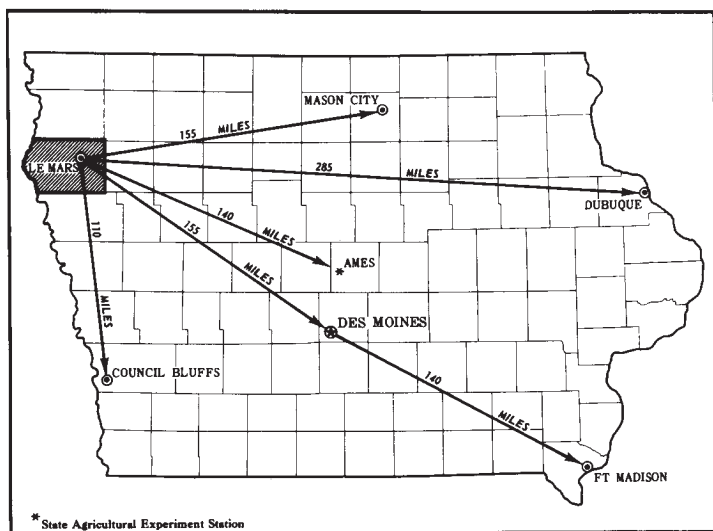 MASON CITY
155 MILES
LE MARS
285 MILES
DUBUQUE
140 MILES
155 MILES
110 MILES
* AMES
DES MOINES
COUNCIL BLUFFS
140 MILES
FT MADISON
* State Agricultural Experiment Station